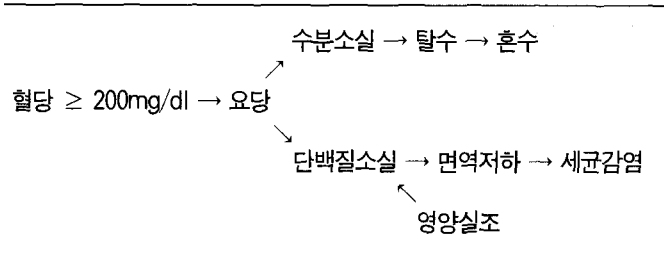 수분소실 → 탈수 → 혼수
↗
혈당 ≥ 200mg/dl → 요당
↘
단백질소실 → 면역저하 → 세균감염
↖
영양실조